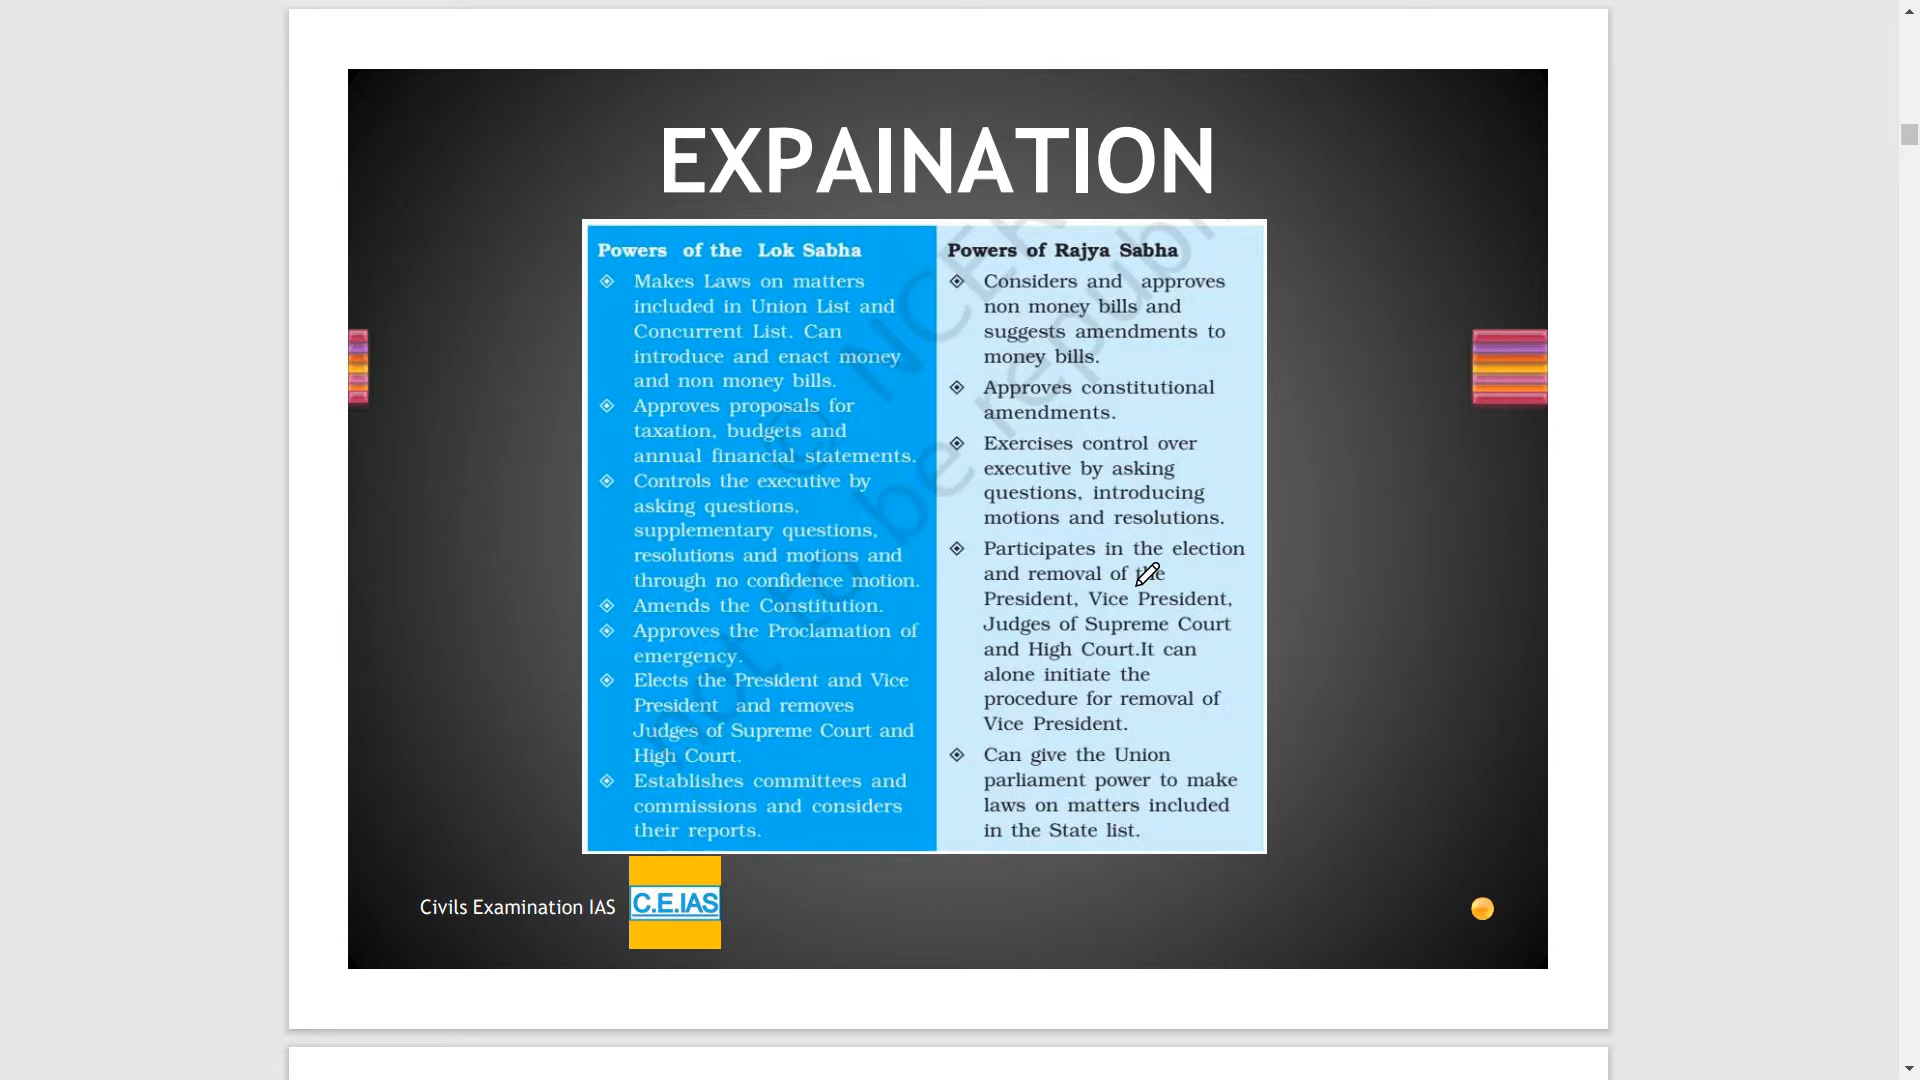 EXPAINATION
Powers of the Lok Sabha
Makes Laws on matters
included in Union List and
Concurrent List. Can
introduce and enact money
and non money bills.
Approves proposals for
taxation, budgets and
annual financial statements.
Controls the executive by
asking questions,
supplementary questions,
resolutions and motions and
through no confidence motion.
Amends the Constitution.
Approves the Proclamation of
emergency.
Elects the President and Vice
President and removes
Judges of Supreme Court and
High Court.
Establishes committees and
commissions and considers
their reports.
Powers of Rajya Sabha
Considers and approves
non money bills and
suggests amendments to
money bills.
Approves constitutional
amendments.
Exercises control over
executive by asking
questions, introducing
motions and resolutions.
Participates in the election
and removal of the
President, Vice President,
Judges of Supreme Court
and High Court.It can
alone initiate the
procedure for removal of
Vice President.
Can give the Union
parliament power to make
laws on matters included
in the State list.
© NCER
not to be republi
Civils Examination IAS
C.E.IAS